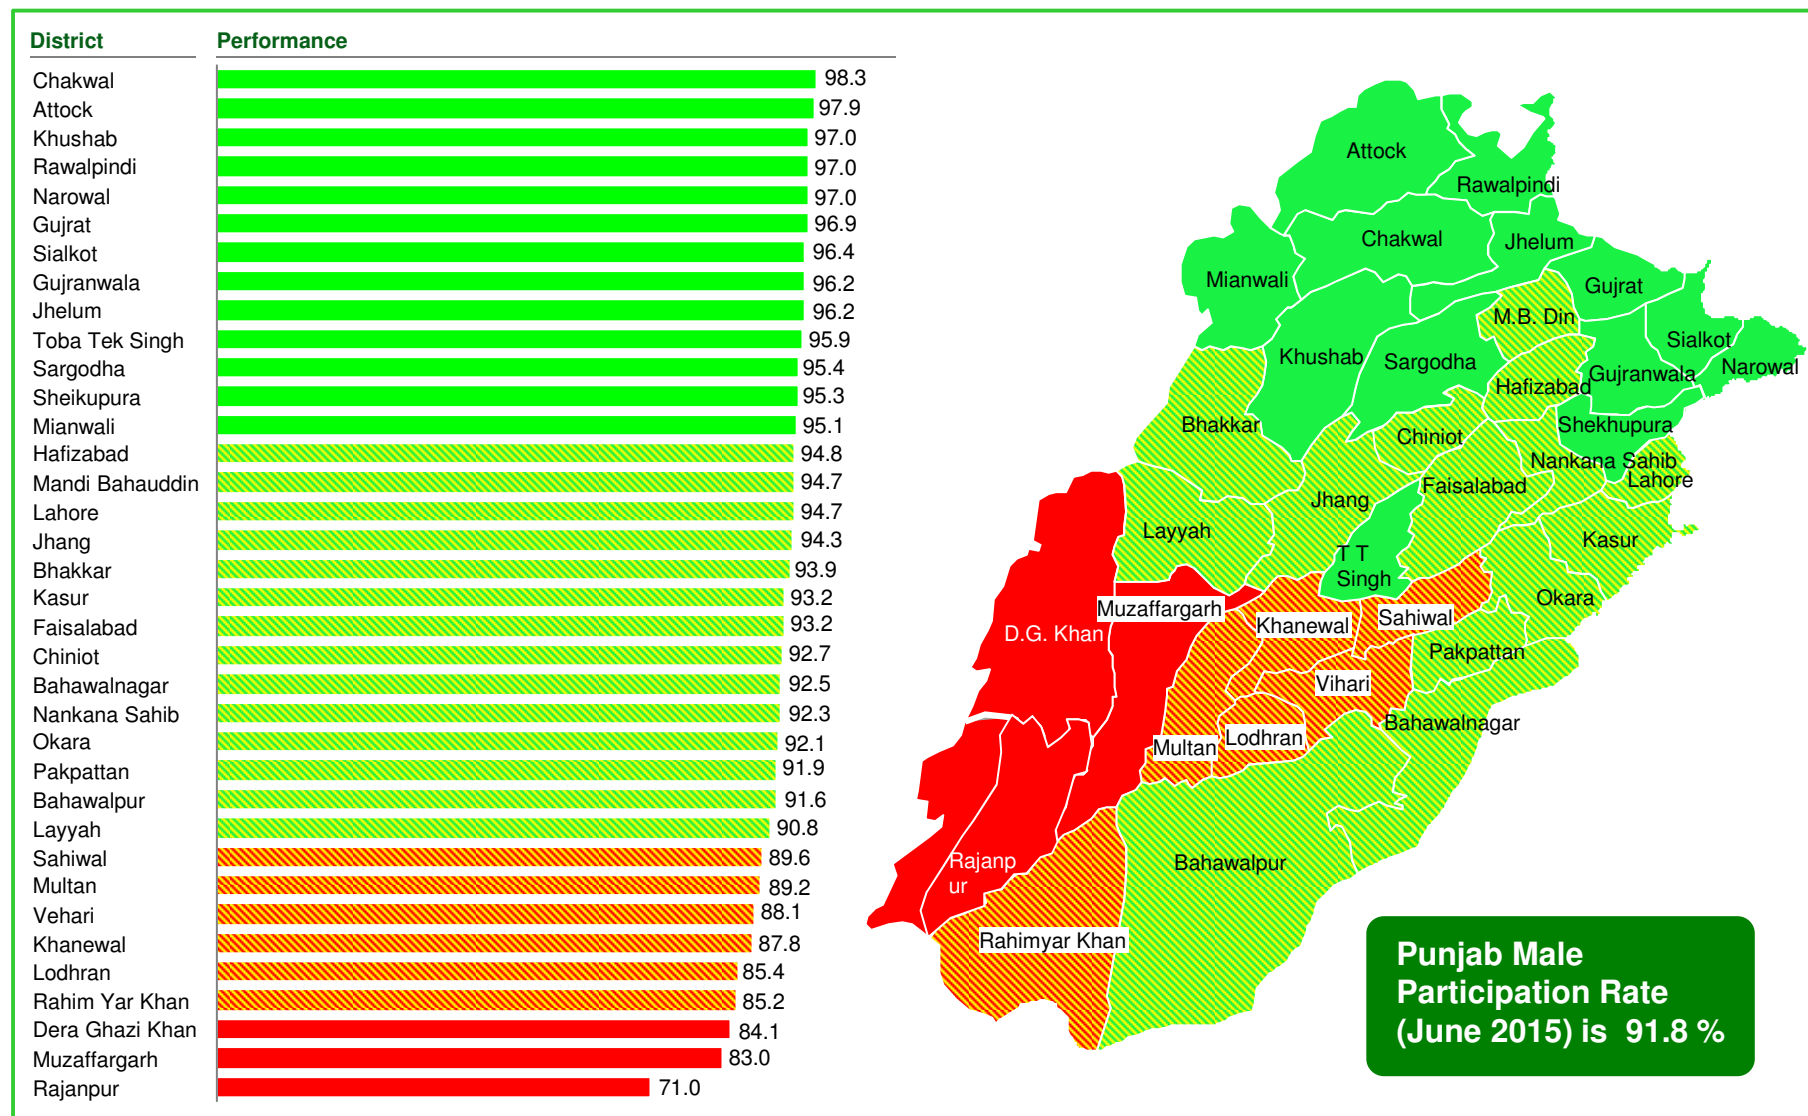 District Performance
Chakwal 98.3
Attock 97.9
Khushab 97.0
Rawalpindi 97.0
Narowal 97.0
Gujrat 96.9
Sialkot 96.4
Gujranwala 96.2
Jhelum 96.2
Toba Tek Singh 95.9
Sargodha 95.4
Sheikupura 95.3
Mianwali 95.1
Hafizabad 94.8
Mandi Bahauddin 94.7
Lahore 94.7
Jhang 94.3
Bhakkar 93.9
Kasur 93.2
Faisalabad 93.2
Chiniot 92.7
Bahawalnagar 92.5
Nankana Sahib 92.3
Okara 92.1
Pakpattan 91.9
Bahawalpur 91.6
Layyah 90.8
Sahiwal 89.6
Multan 89.2
Vehari 88.1
Khanewal 87.8
Lodhran 85.4
Rahim Yar Khan 85.2
Dera Ghazi Khan 84.1
Muzaffargarh 83.0
Rajanpur 71.0
Attock
Rawalpindi
Chakwal
Jhelum
Mianwali
Gujrat
M.B. Din
Sialkot
Khushab
Sargodha
Narowal
Gujranwala
Hafizabad
Bhakkar
Shekhupura
Chiniot
Nankana Sahib
Lahore
Faisalabad
Jhang
Layyah
Kasur
T T
Singh
Okara
Muzaffargarh
Sahiwal
Khanewal
D.G. Khan
Pakpattan
Vihari
Bahawalnagar
Lodhran
Multan
Rajanp
ur
Bahawalpur
Rahimyar Khan
Punjab Male
Participation Rate
(June 2015) is 91.8 %